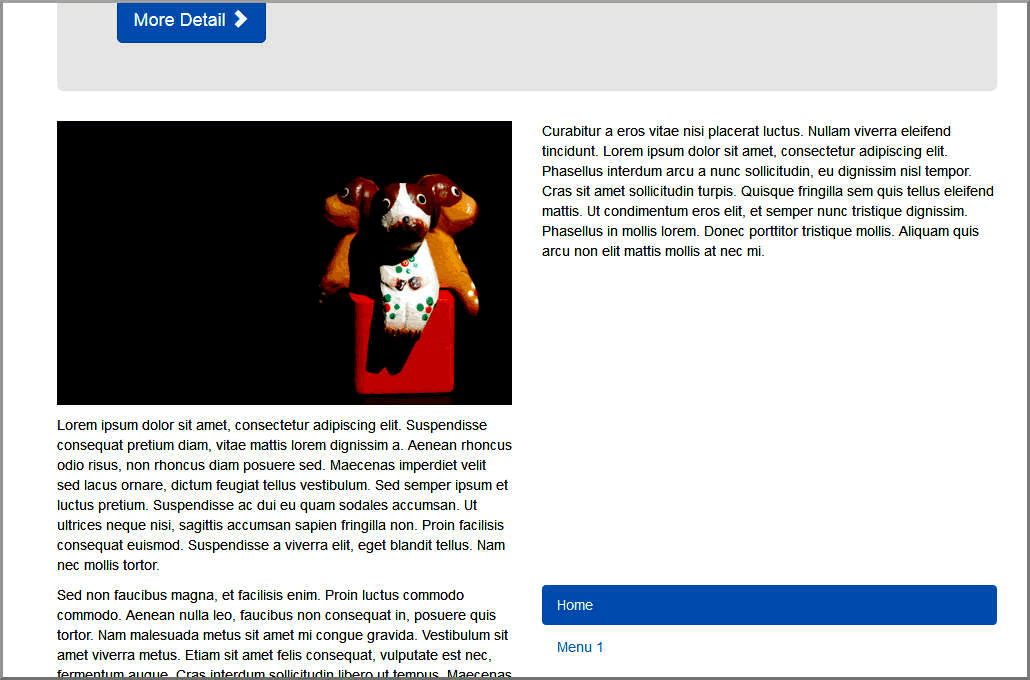 More Detail
Curabitur a eros vitae nisi placerat luctus. Nullam viverra eleifend
tincidunt. Lorem ipsum dolor sit amet, consectetur adipiscing elit.
Phasellus interdum arcu a nunc sollicitudin, eu dignissim nisl tempor.
Cras sit amet sollicitudin turpis. Quisque fringilla sem quis tellus eleifend
mattis. Ut condimentum eros elit, et semper nunc tristique dignissim.
Phasellus in mollis lorem. Donec porttitor tristique mollis. Aliquam quis
arcu non elit mattis mollis at nec mi.
Lorem ipsum dolor sit amet, consectetur adipiscing elit. Suspendisse
consequat pretium diam, vitae mattis lorem dignissim a. Aenean rhoncus
odio risus, non rhoncus diam posuere sed. Maecenas imperdiet velit
sed lacus ornare, dictum feugiat tellus vestibulum. Sed semper ipsum et
luctus pretium. Suspendisse ac dui eu quam sodales accumsan. Ut
ultrices neque nisi, sagittis accumsan sapien fringilla non. Proin facilisis
consequat euismod. Suspendisse a viverra elit, eget blandit tellus. Nam
nec mollis tortor.
Sed non faucibus magna, et facilisis enim. Proin luctus commodo
commodo. Aenean nulla leo, faucibus non consequat in, posuere quis
tortor. Nam malesuada metus sit amet mi congue gravida. Vestibulum sit
amet viverra metus. Etiam sit amet felis consequat, vulputate est nec,
fermentum augue. Cras interdum sollicitudin libero ut tempus. Maecenas
Home
Menu 1